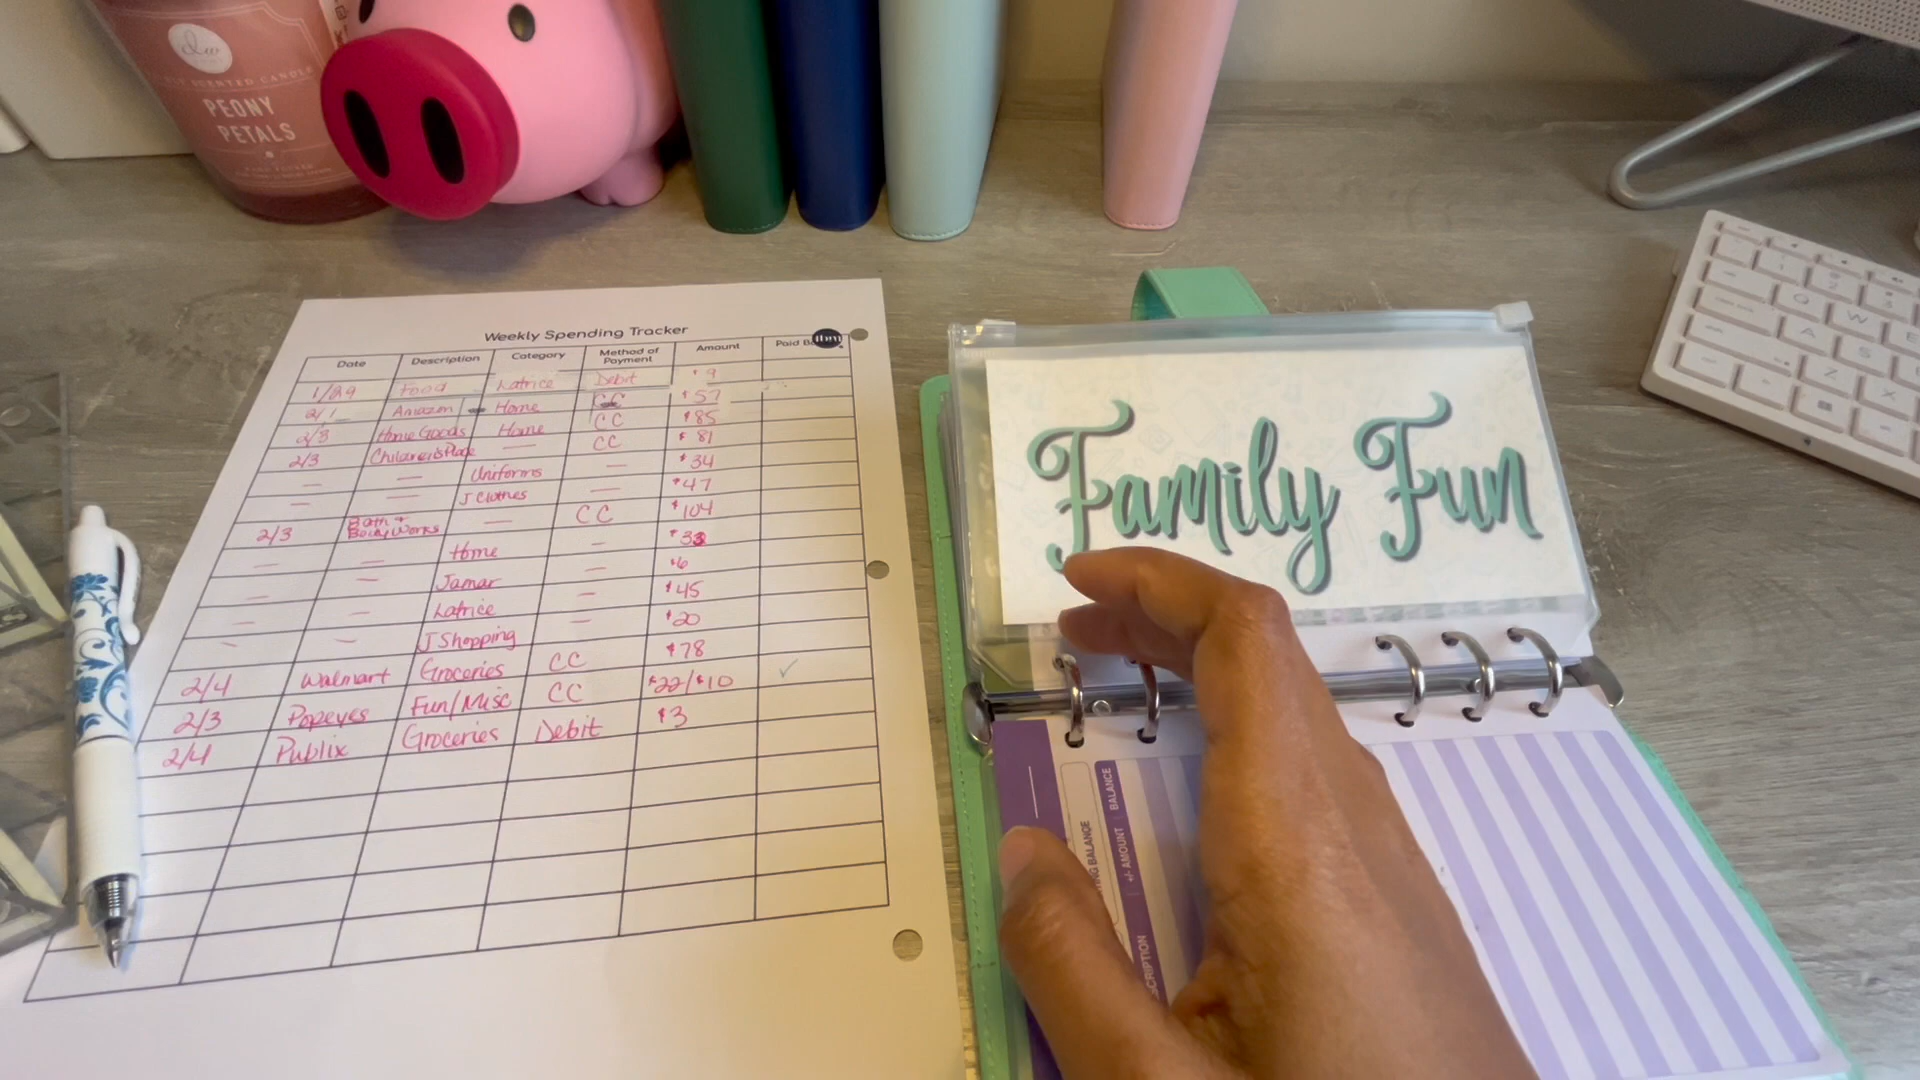 PEONY
PETALS
Weekly Spending Tracker
Date Description Category Method of Payment Amount Paid
1/29 Food Latrice Debit $9
2/1 Amazon Home CC $57
2/3 Home Goods Home CC $85
2/3 Children's Place — CC $81
— — Uniforms — $34
— — J Clothes — $47
2/3 Bath + Body Works — CC $104
— — Home — $33
— — Jamar — $6
— — Latrice — $45
— — J Shopping — $20
2/4 Walmart Groceries CC $78
2/3 Popeyes Fun/Misc CC $22/$10 ✓
2/4 Publix Groceries Debit $3
Family Fun
BALANCE
+/- AMOUNT
BALANCE